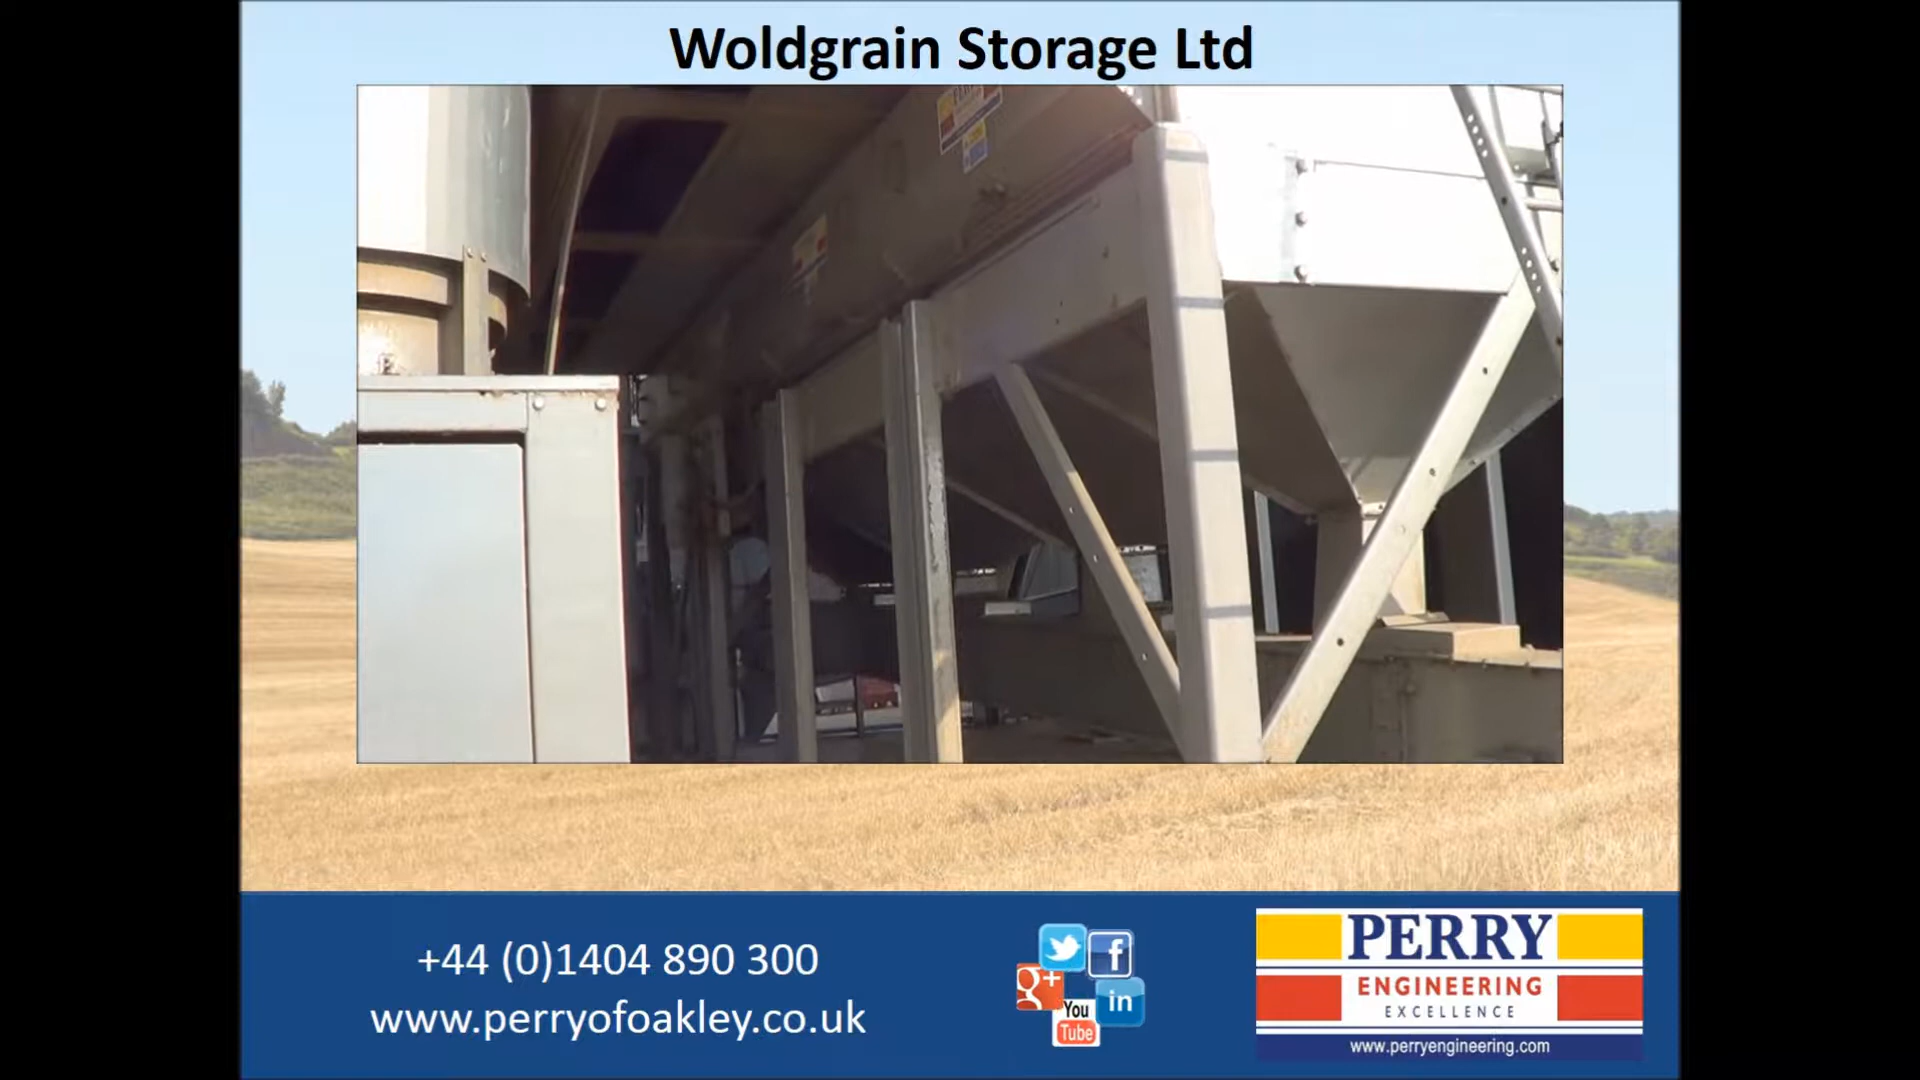 Woldgrain Storage Ltd
PERRY
+44 (0)1404 890 300
www.perryofoakley.co.uk
g+
f
in
You
Tube
PERRY
ENGINEERING
EXCELLENCE
www.perryengineering.com